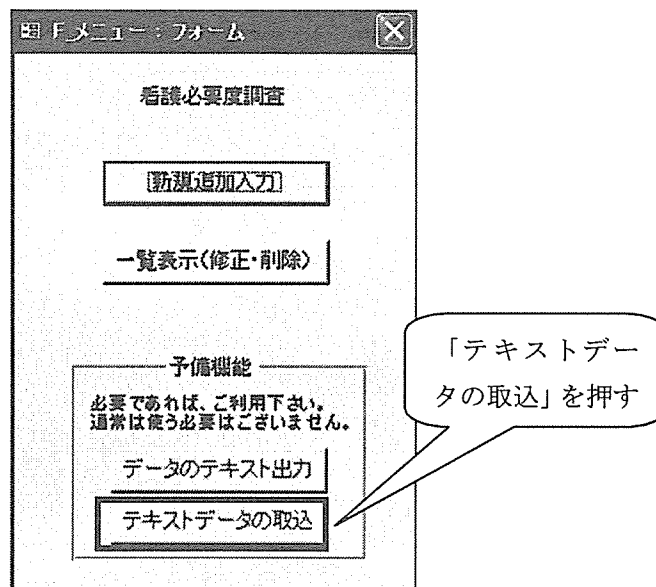 F_メニュー：フォーム
看護必要度調査
新規追加入力
一覧表示(修正・削除)
予備機能
必要であれば、ご利用下さい。
通常は使う必要はございません。
データのテキスト出力
テキストデータの取込
「テキストデー
タの取込」を押す